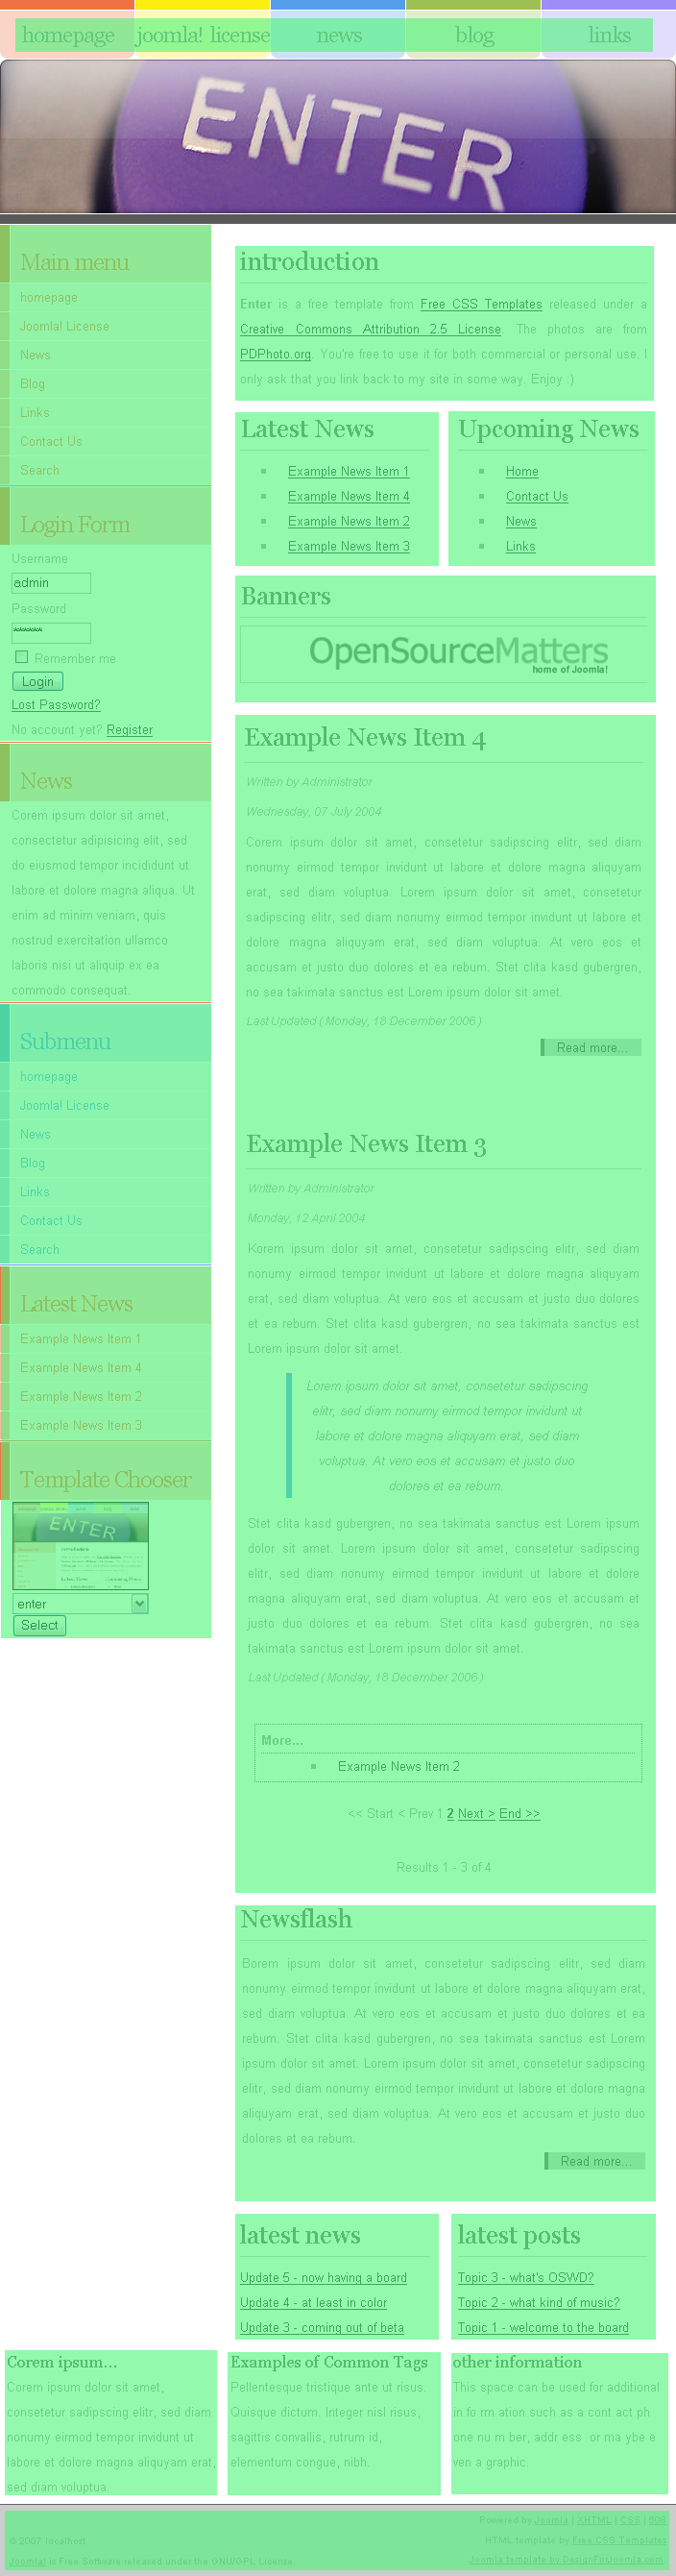 homepage joomla! license news blog links
ENTER
Main menu
homepage
Joomla! License
News
Blog
Links
Contact Us
Search
Login Form
Username
admin
Password
******
Remember me
Login
Lost Password?
No account yet? Register
News
Corem ipsum dolor sit amet,
consectetur adipisicing elit, sed
do eiusmod tempor incididunt ut
labore et dolore magna aliqua. Ut
enim ad minim veniam, quis
nostrud exercitation ullamco
laboris nisi ut aliquip ex ea
commodo consequat.
Submenu
homepage
Joomla! License
News
Blog
Links
Contact Us
Search
Latest News
Example News Item 1
Example News Item 4
Example News Item 2
Example News Item 3
Template Chooser
ENTER
enter
Select
introduction
Enter is a free template from Free CSS Templates released under a
Creative Commons Attribution 2.5 License. The photos are from
PDPhoto.org. You're free to use it for both commercial or personal use. I
only ask that you link back to my site in some way. Enjoy :)
Latest News
Example News Item 1
Example News Item 4
Example News Item 2
Example News Item 3
Upcoming News
Home
Contact Us
News
Links
Banners
OpenSourceMatters
home of Joomla!
Example News Item 4
Written by Administrator
Wednesday, 07 July 2004
Corem ipsum dolor sit amet, consetetur sadipscing elitr, sed diam
nonumy eirmod tempor invidunt ut labore et dolore magna aliquyam
erat, sed diam voluptua. Lorem ipsum dolor sit amet, consetetur
sadipscing elitr, sed diam nonumy eirmod tempor invidunt ut labore et
dolore magna aliquyam erat, sed diam voluptua. At vero eos et
accusam et justo duo dolores et ea rebum. Stet clita kasd gubergren,
no sea takimata sanctus est Lorem ipsum dolor sit amet.
Last Updated ( Monday, 18 December 2006 )
Read more...
Example News Item 3
Written by Administrator
Monday, 12 April 2004
Korem ipsum dolor sit amet, consetetur sadipscing elitr, sed diam
nonumy eirmod tempor invidunt ut labore et dolore magna aliquyam
erat, sed diam voluptua. At vero eos et accusam et justo duo dolores
et ea rebum. Stet clita kasd gubergren, no sea takimata sanctus est
Lorem ipsum dolor sit amet.
Lorem ipsum dolor sit amet, consetetur sadipscing
elitr, sed diam nonumy eirmod tempor invidunt ut
labore et dolore magna aliquyam erat, sed diam
voluptua. At vero eos et accusam et justo duo
dolores et ea rebum.
Stet clita kasd gubergren, no sea takimata sanctus est Lorem ipsum
dolor sit amet. Lorem ipsum dolor sit amet, consetetur sadipscing
elitr, sed diam nonumy eirmod tempor invidunt ut labore et dolore
magna aliquyam erat, sed diam voluptua. At vero eos et accusam et
justo duo dolores et ea rebum. Stet clita kasd gubergren, no sea
takimata sanctus est Lorem ipsum dolor sit amet.
Last Updated ( Monday, 18 December 2006 )
More...
Example News Item 2
<< Start < Prev 1 2 Next > End >>
Results 1 - 3 of 4
Newsflash
Borem ipsum dolor sit amet, consetetur sadipscing elitr, sed diam
nonumy eirmod tempor invidunt ut labore et dolore magna aliquyam erat,
sed diam voluptua. At vero eos et accusam et justo duo dolores et ea
rebum. Stet clita kasd gubergren, no sea takimata sanctus est Lorem
ipsum dolor sit amet. Lorem ipsum dolor sit amet, consetetur sadipscing
elitr, sed diam nonumy eirmod tempor invidunt ut labore et dolore magna
aliquyam erat, sed diam voluptua. At vero eos et accusam et justo duo
dolores et ea rebum.
Read more...
latest news
Update 5 - now having a board
Update 4 - at least in color
Update 3 - coming out of beta
latest posts
Topic 3 - what's OSWD?
Topic 2 - what kind of music?
Topic 1 - welcome to the board
Corem ipsum...
Corem ipsum dolor sit amet,
consetetur sadipscing elitr, sed diam
nonumy eirmod tempor invidunt ut
labore et dolore magna aliquyam erat,
sed diam voluptua.
Examples of Common Tags
Pellentesque tristique ante ut risus.
Quisque dictum. Integer nisl risus,
sagittis convallis, rutrum id,
elementum congue, nibh.
other information
This space can be used for additional
in fo rm ation such as a cont act ph
one nu m ber, addr ess or ma ybe e
ven a graphic.
Powered by Joomla | XHTML | CSS | 508
© 2007 localhost
HTML template by Free CSS Templates
Joomla! is Free Software released under the GNU/GPL License.
Joomla template by DesignForJoomla.com